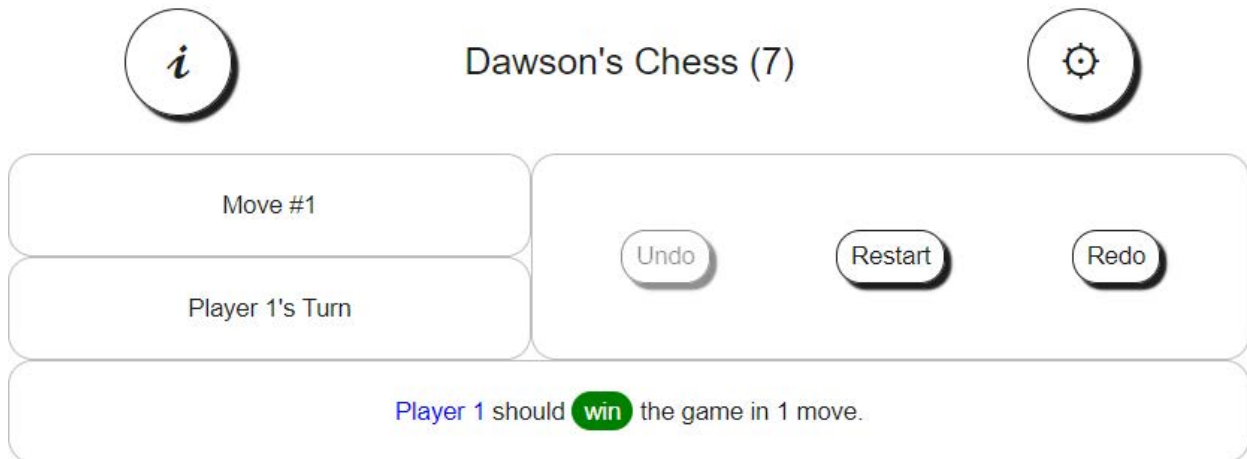 i
Dawson's Chess (7)
Move #1
Player 1's Turn
Undo
Restart
Redo
Player 1 should win the game in 1 move.